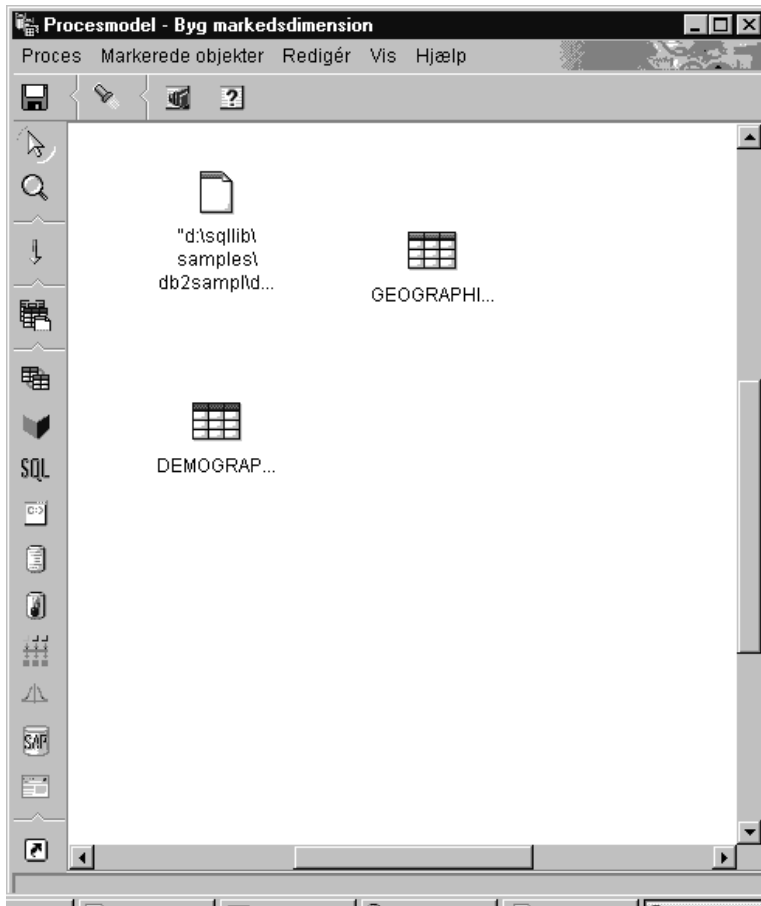 Procesmodel - Byg markedsdimension
Proces Markerede objekter Redigér Vis Hjælp
"d:\sqllib\
samples\
db2sampl\d...
GEOGRAPHI...
DEMOGRAP...
SQL
C:>
SAP